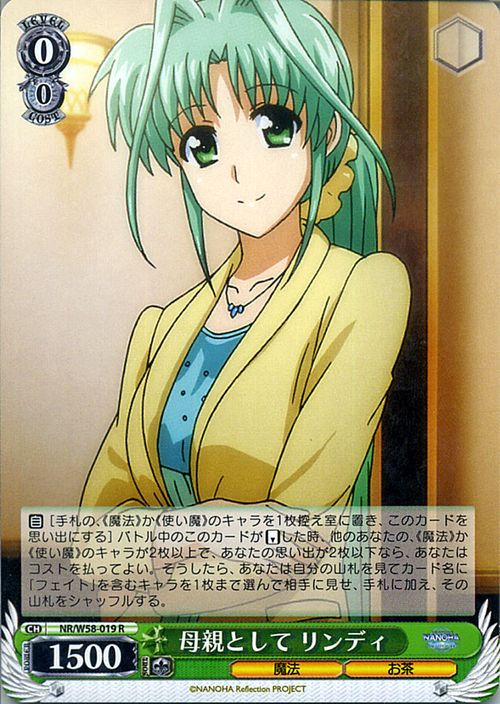 LEVEL
0
0
COST
自[手札の、《魔法》か《使い魔》のキャラを1枚控え室に置き、このカードを
思い出にする] バトル中のこのカードが した時、他のあなたの、《魔法》か
《使い魔》のキャラが2枚以上で、あなたの思い出が2枚以下なら、あなたは
コストを払ってよい。そうしたら、あなたは自分の山札を見てカード名に
「フェイト」を含むキャラを1枚まで選んで相手に見せ、手札に加え、その
山札をシャッフルする。
CH NR/W58-019 R
母親として リンディ
NANOHA
POWER
1500
SOUL
魔法
お茶
©NANOHA Reflection PROJECT